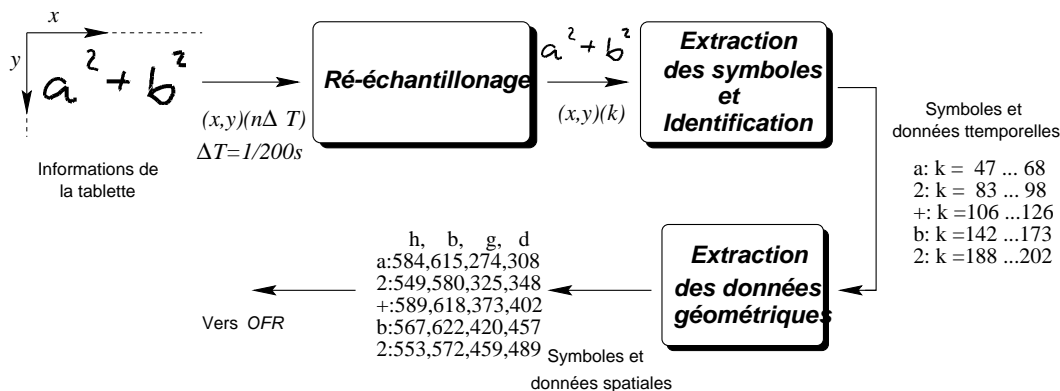 x
y
a² + b²
Informations de
la tablette
(x,y)(n∆ T)
∆T=1/200s
Ré-échantillonage
a² + b²
(x,y)(k)
Extraction
des symboles
et
Identification
Symboles et
données ttemporelles
a: k = 47 ... 68
2: k = 83 ... 98
+: k =106 ...126
b: k =142 ...173
2: k =188 ...202
Extraction
des données
géométriques
h, b, g, d
a:584,615,274,308
2:549,580,325,348
+:589,618,373,402
b:567,622,420,457
2:553,572,459,489
Symboles et
données spatiales
Vers OFR